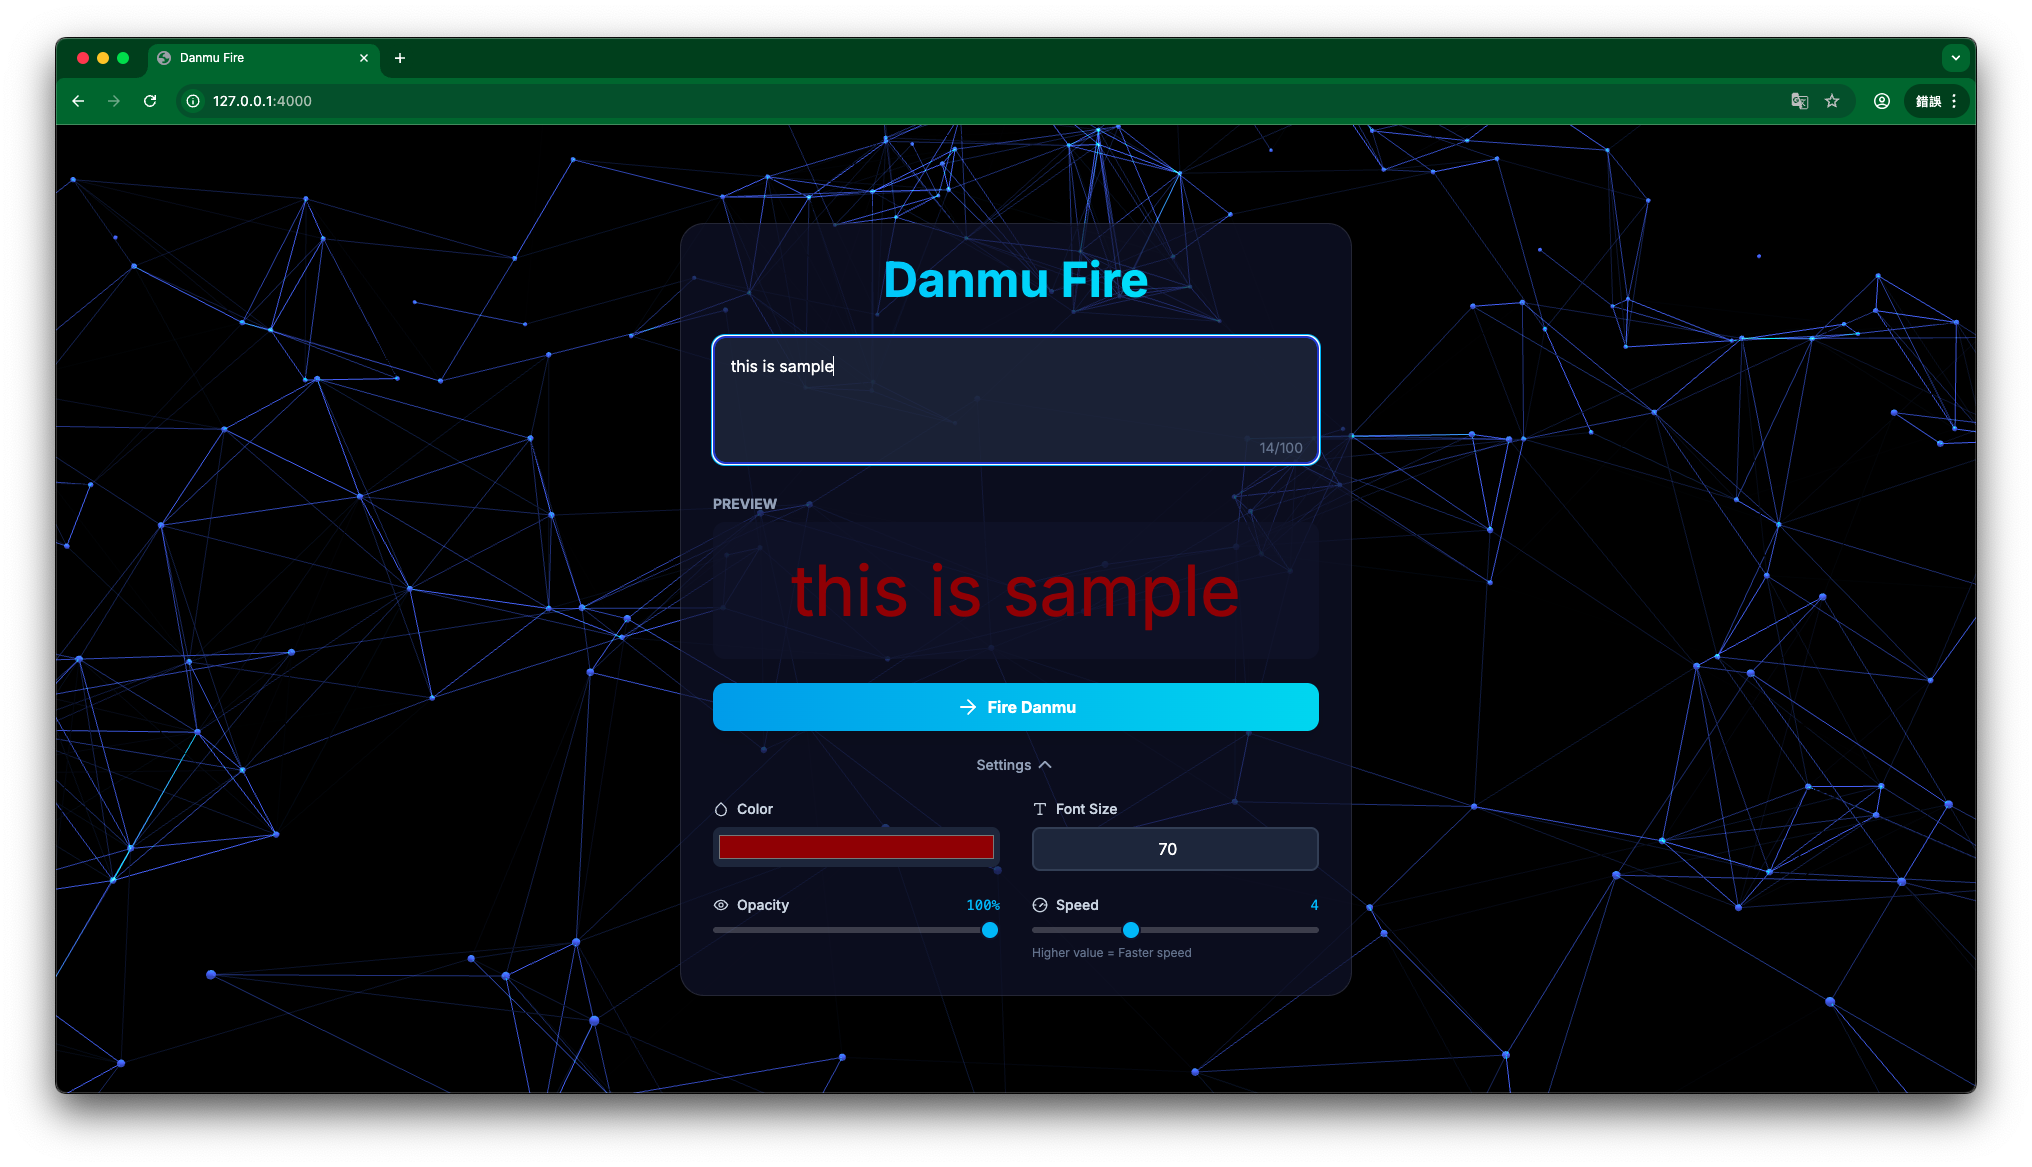 Danmu Fire
127.0.0.1:4000
錯誤
Danmu Fire
this is sample
14/100
PREVIEW
this is sample
Fire Danmu
Settings
Color
Font Size
70
Opacity 100%
Speed 4
Higher value = Faster speed